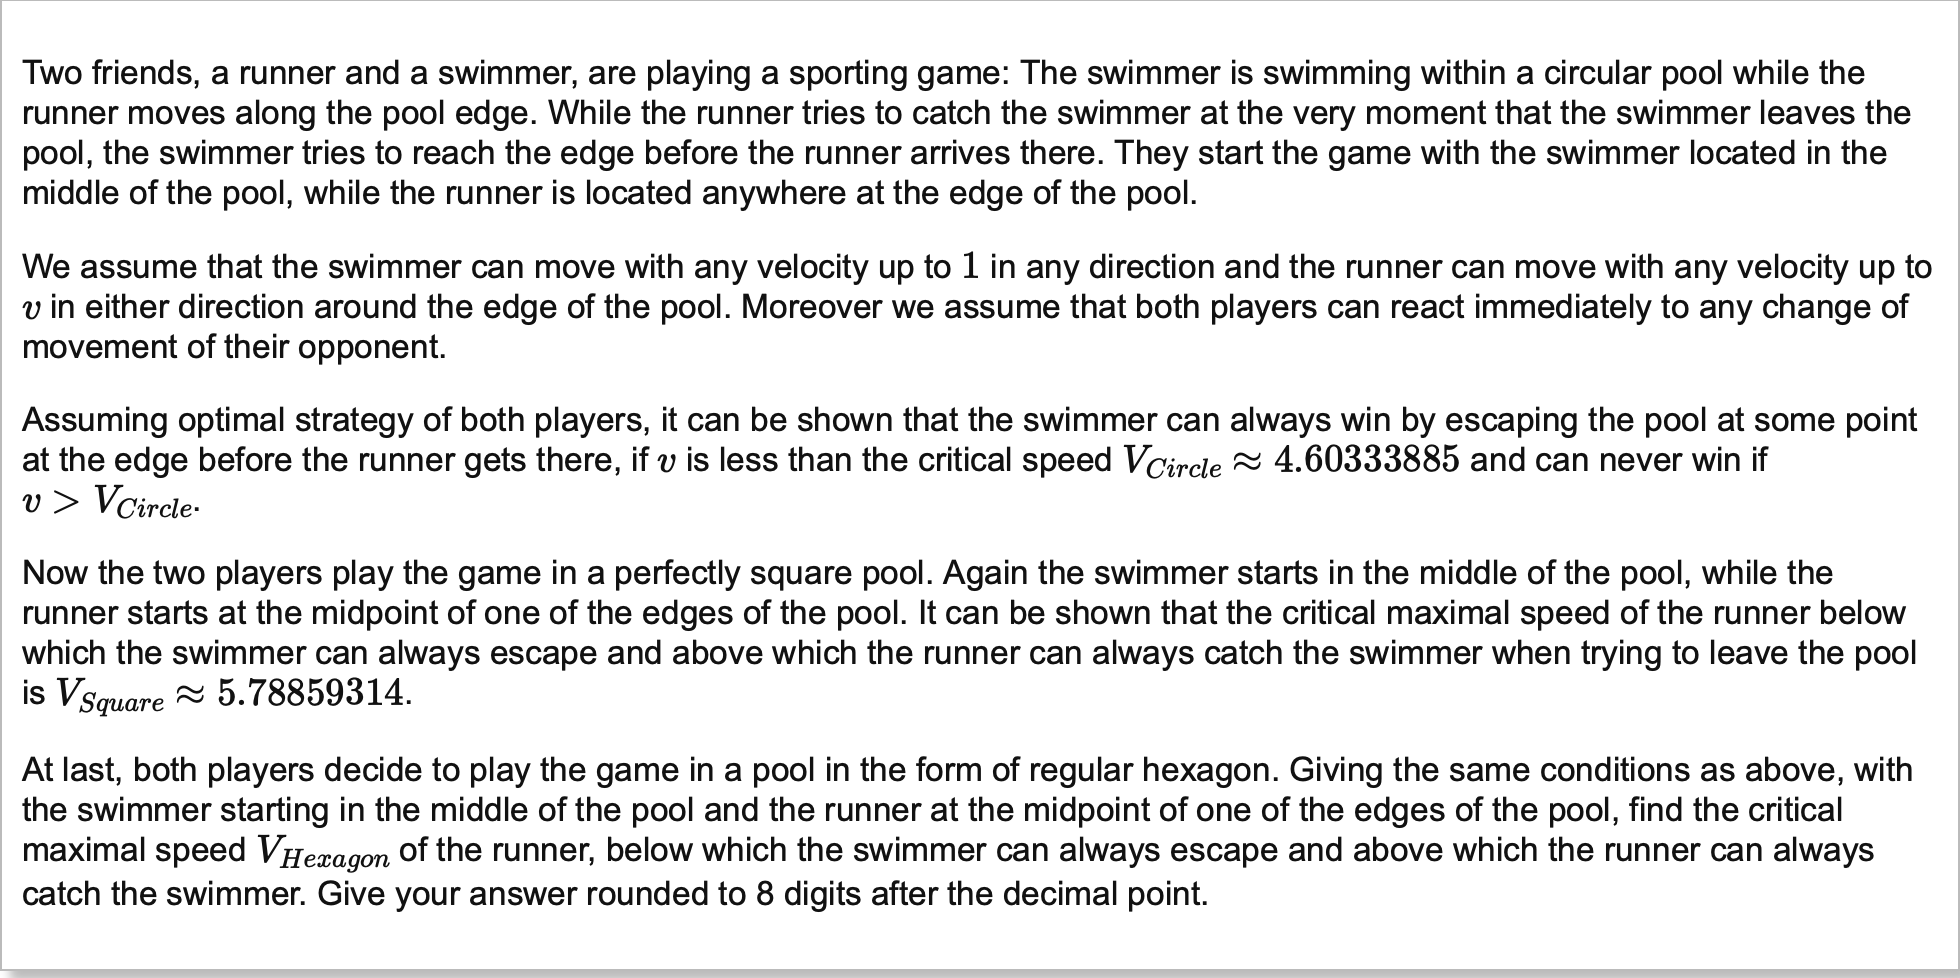 Two friends, a runner and a swimmer, are playing a sporting game: The swimmer is swimming within a circular pool while the
runner moves along the pool edge. While the runner tries to catch the swimmer at the very moment that the swimmer leaves the
pool, the swimmer tries to reach the edge before the runner arrives there. They start the game with the swimmer located in the
middle of the pool, while the runner is located anywhere at the edge of the pool.
We assume that the swimmer can move with any velocity up to 1 in any direction and the runner can move with any velocity up to
v in either direction around the edge of the pool. Moreover we assume that both players can react immediately to any change of
movement of their opponent.
Assuming optimal strategy of both players, it can be shown that the swimmer can always win by escaping the pool at some point
at the edge before the runner gets there, if v is less than the critical speed V_{Circle} ≈ 4.60333885 and can never win if
v > V_{Circle}.
Now the two players play the game in a perfectly square pool. Again the swimmer starts in the middle of the pool, while the
runner starts at the midpoint of one of the edges of the pool. It can be shown that the critical maximal speed of the runner below
which the swimmer can always escape and above which the runner can always catch the swimmer when trying to leave the pool
is V_{Square} ≈ 5.78859314.
At last, both players decide to play the game in a pool in the form of regular hexagon. Giving the same conditions as above, with
the swimmer starting in the middle of the pool and the runner at the midpoint of one of the edges of the pool, find the critical
maximal speed V_{Hexagon} of the runner, below which the swimmer can always escape and above which the runner can always
catch the swimmer. Give your answer rounded to 8 digits after the decimal point.